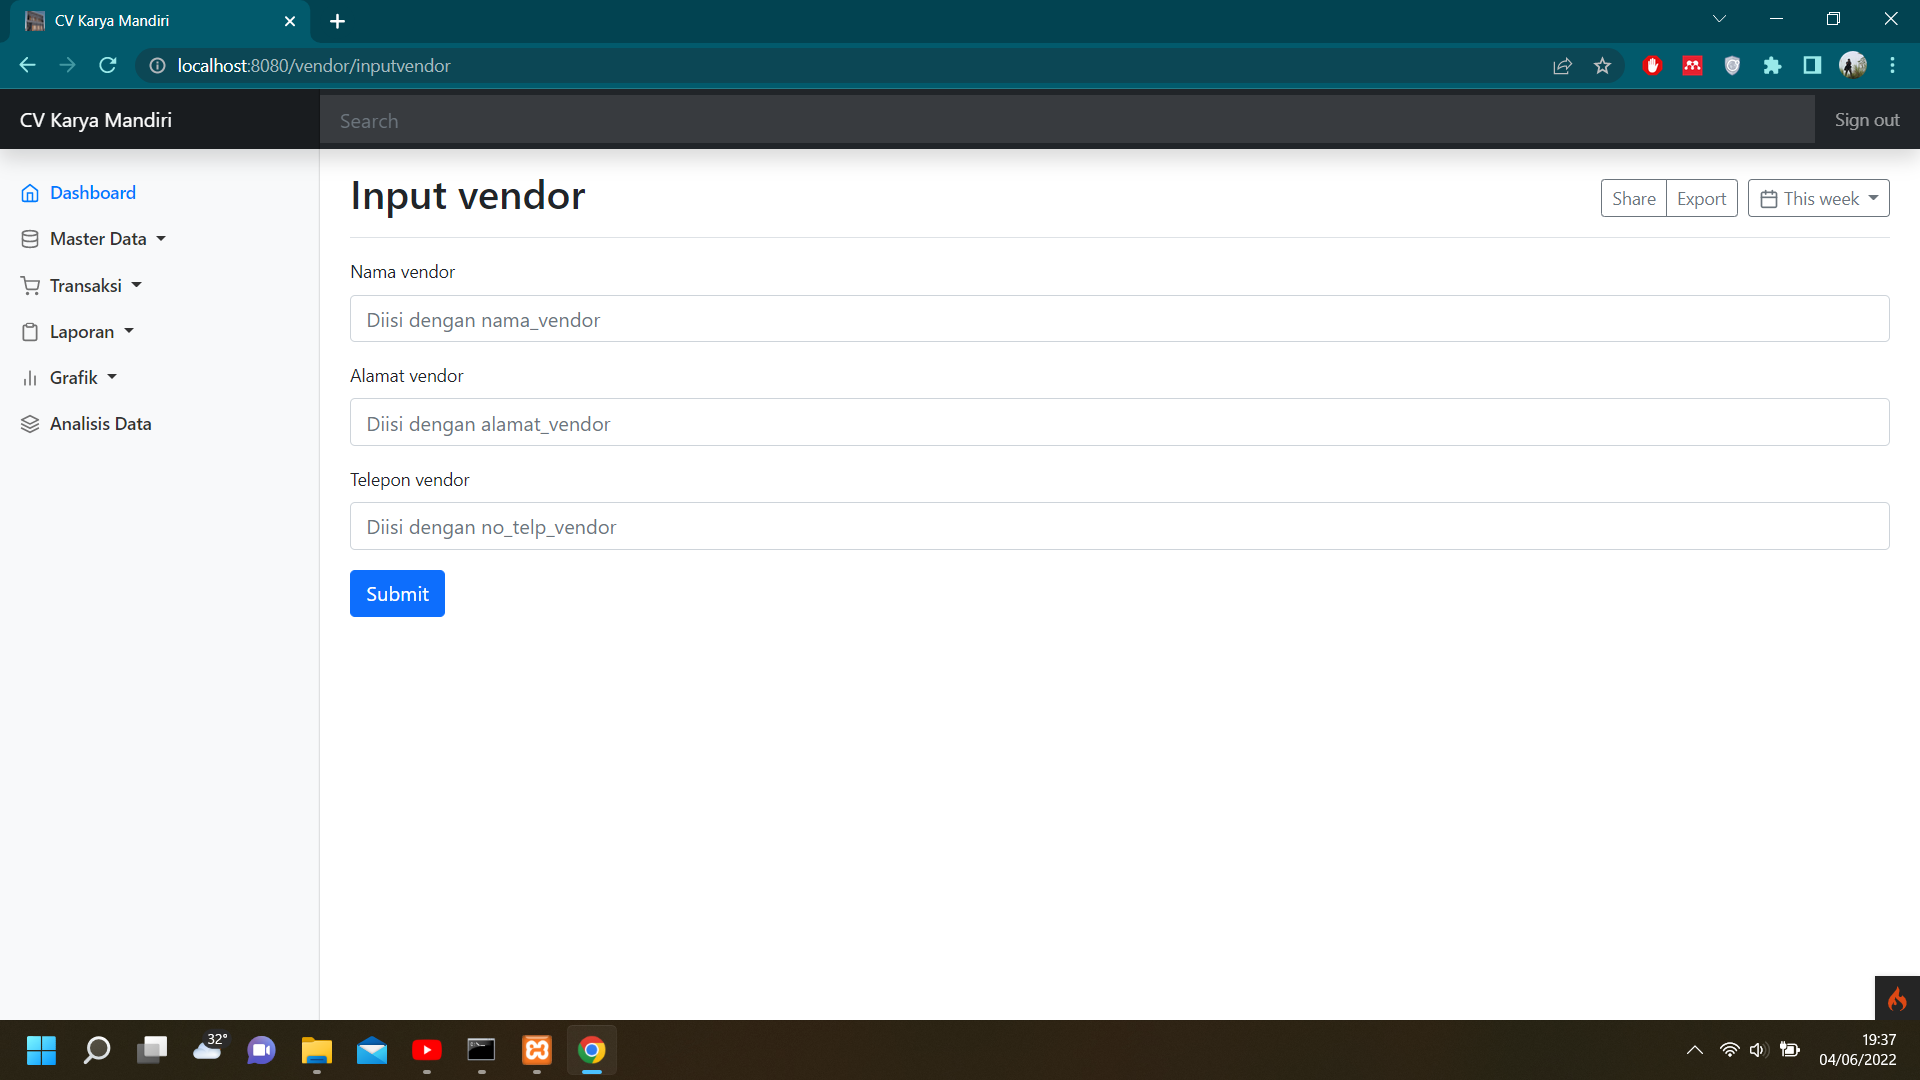 CV Karya Mandiri
localhost:8080/vendor/inputvendor
CV Karya Mandiri
Search
Sign out
Dashboard
Master Data
Transaksi
Laporan
Grafik
Analisis Data
Input vendor
Share
Export
This week
Nama vendor
Diisi dengan nama_vendor
Alamat vendor
Diisi dengan alamat_vendor
Telepon vendor
Diisi dengan no_telp_vendor
Submit
32°
19:37
04/06/2022